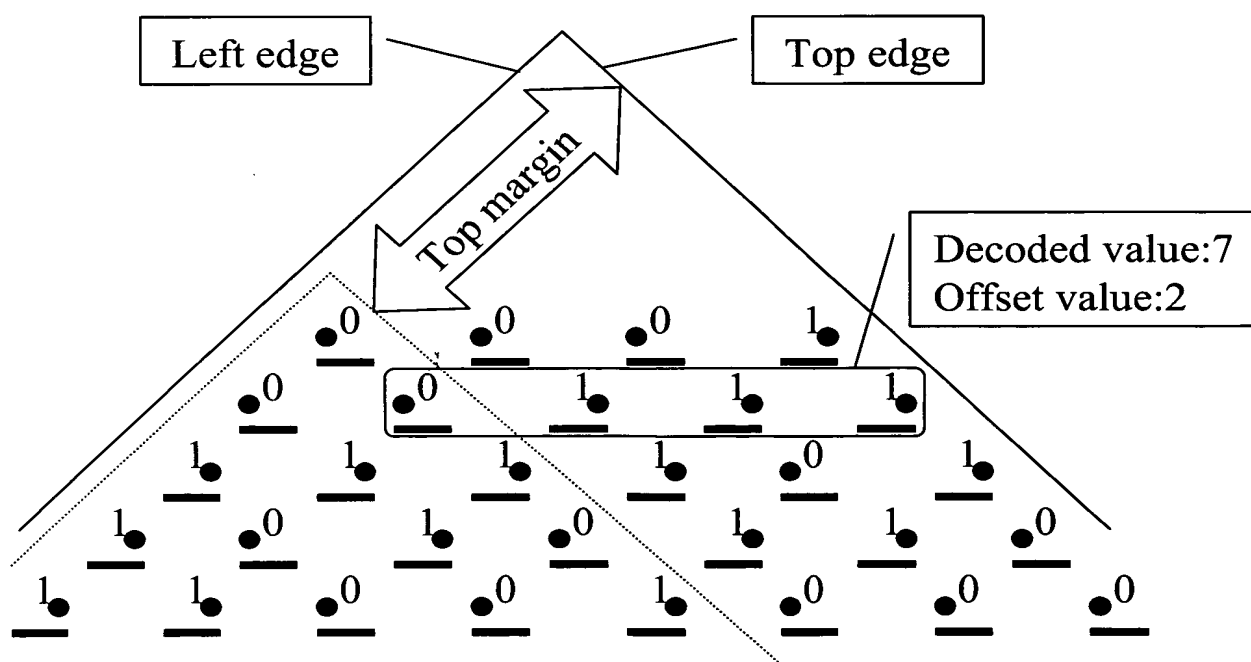 Left edge
Top edge
Top margin
Decoded value:7
Offset value:2
0 0 0 1
0 0 1 1 1
1 1 1 1 0 1
1 0 1 0 1 1 0
1 1 0 0 1 0 0 0